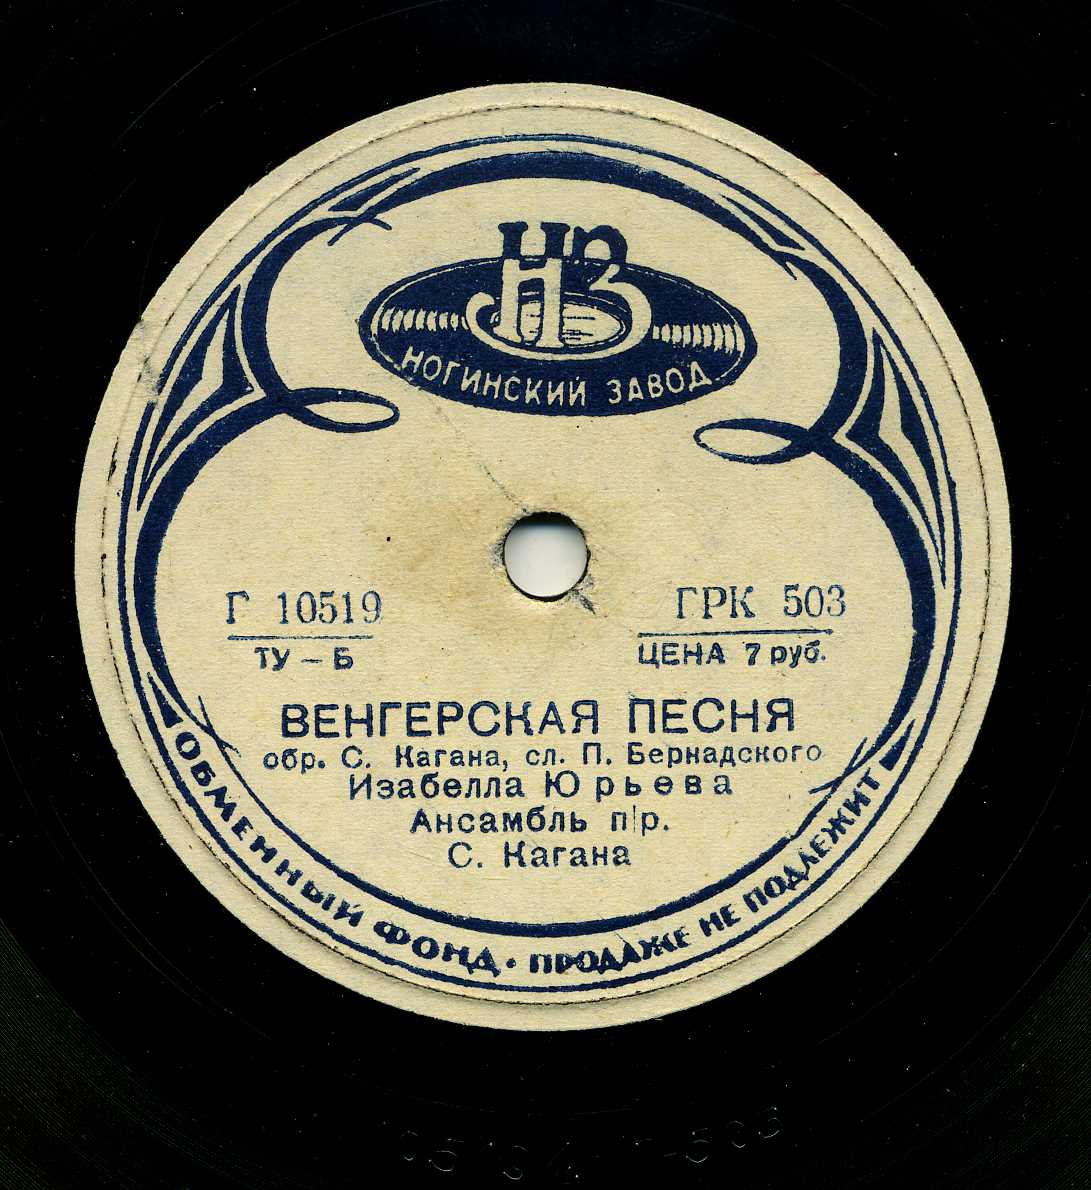 НЗ
НОГИНСКИЙ ЗАВОД
Г 10519
ТУ – Б
ГРК 503
ЦЕНА 7 руб.
ВЕНГЕРСКАЯ ПЕСНЯ
обр. С. Кагана, сл. П. Бернадского
Изабелла Юрьева
Ансамбль п|р.
С. Кагана
ОБМЕННЫЙ ФОНД · ПРОДАЖЕ НЕ ПОДЛЕЖИТ